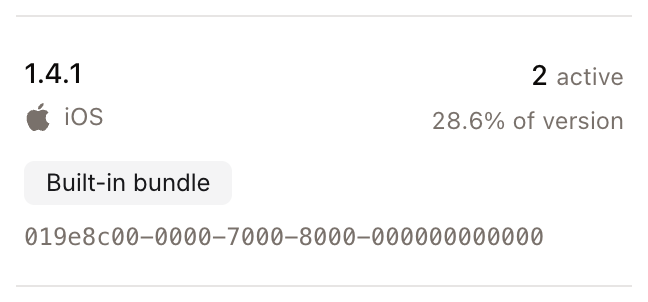 1.4.1
2 active
iOS
28.6% of version
Built-in bundle
019e8c00-0000-7000-8000-000000000000